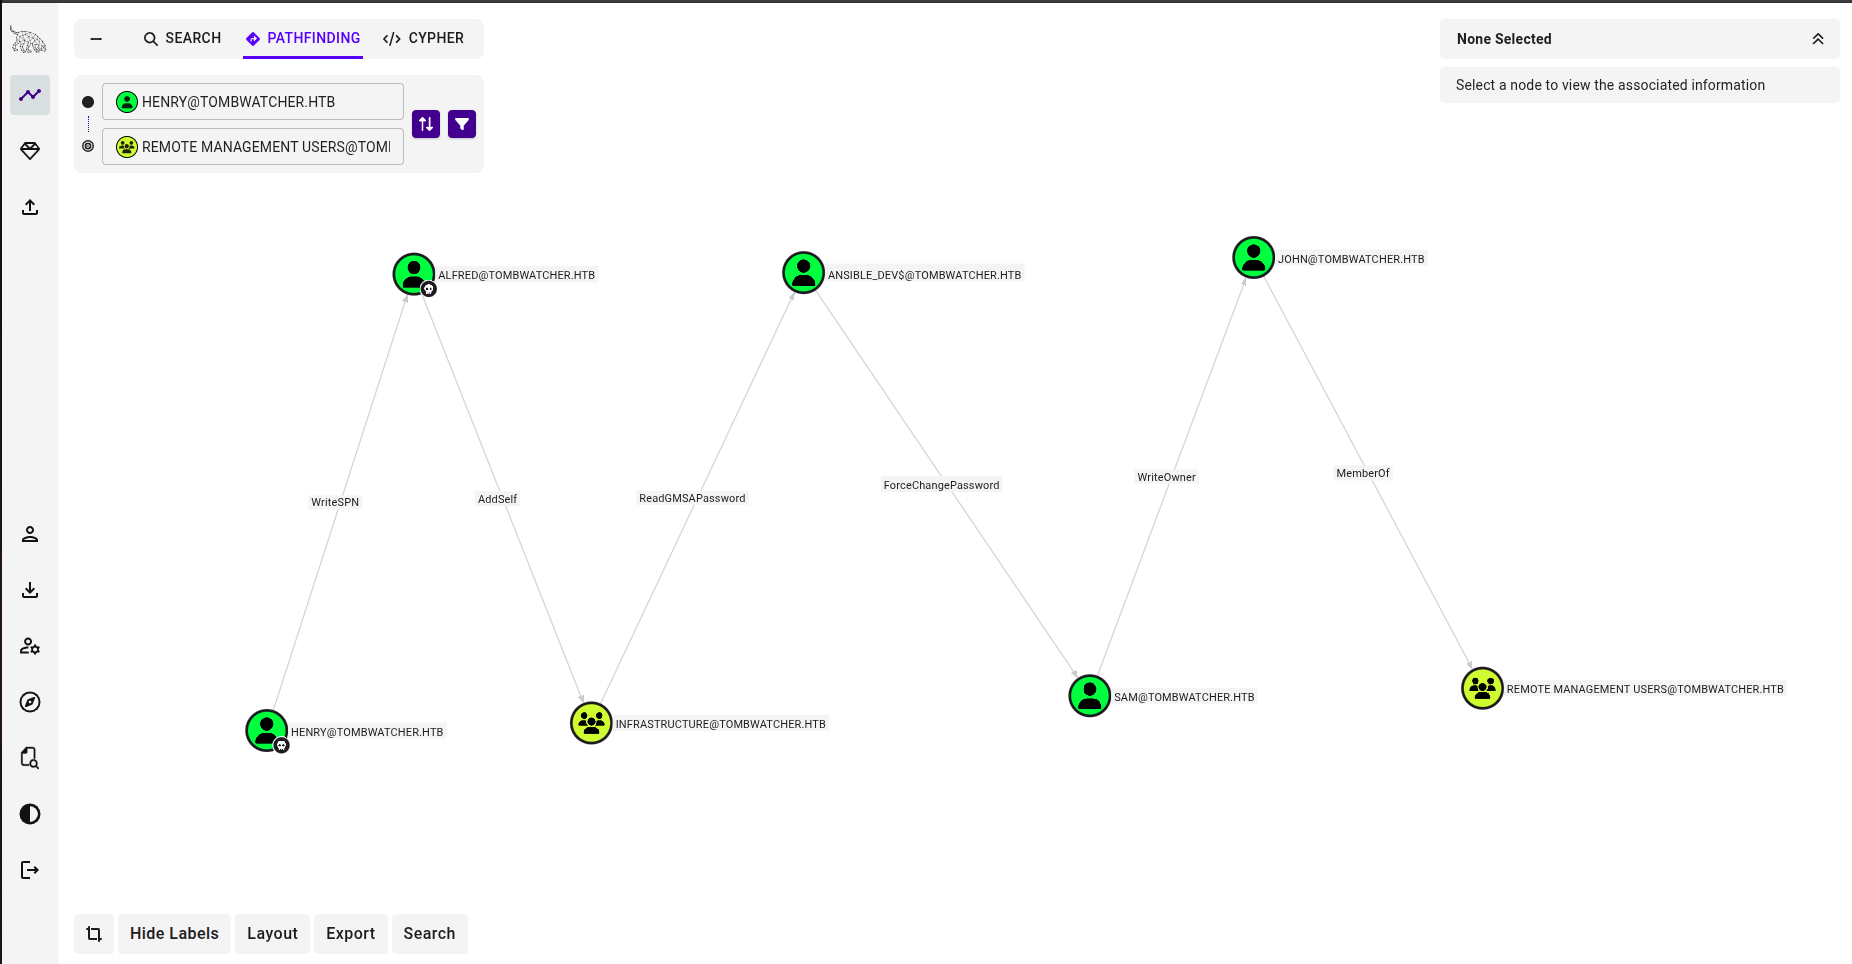 SEARCH
PATHFINDING
</> CYPHER
None Selected
Select a node to view the associated information
HENRY@TOMBWATCHER.HTB
REMOTE MANAGEMENT USERS@TOM
JOHN@TOMBWATCHER.HTB
ALFRED@TOMBWATCHER.HTB
ANSIBLE_DEV$@TOMBWATCHER.HTB
WriteSPN
AddSelf
ReadGMSAPassword
ForceChangePassword
WriteOwner
MemberOf
HENRY@TOMBWATCHER.HTB
INFRASTRUCTURE@TOMBWATCHER.HTB
SAM@TOMBWATCHER.HTB
REMOTE MANAGEMENT USERS@TOMBWATCHER.HTB
Hide Labels
Layout
Export
Search